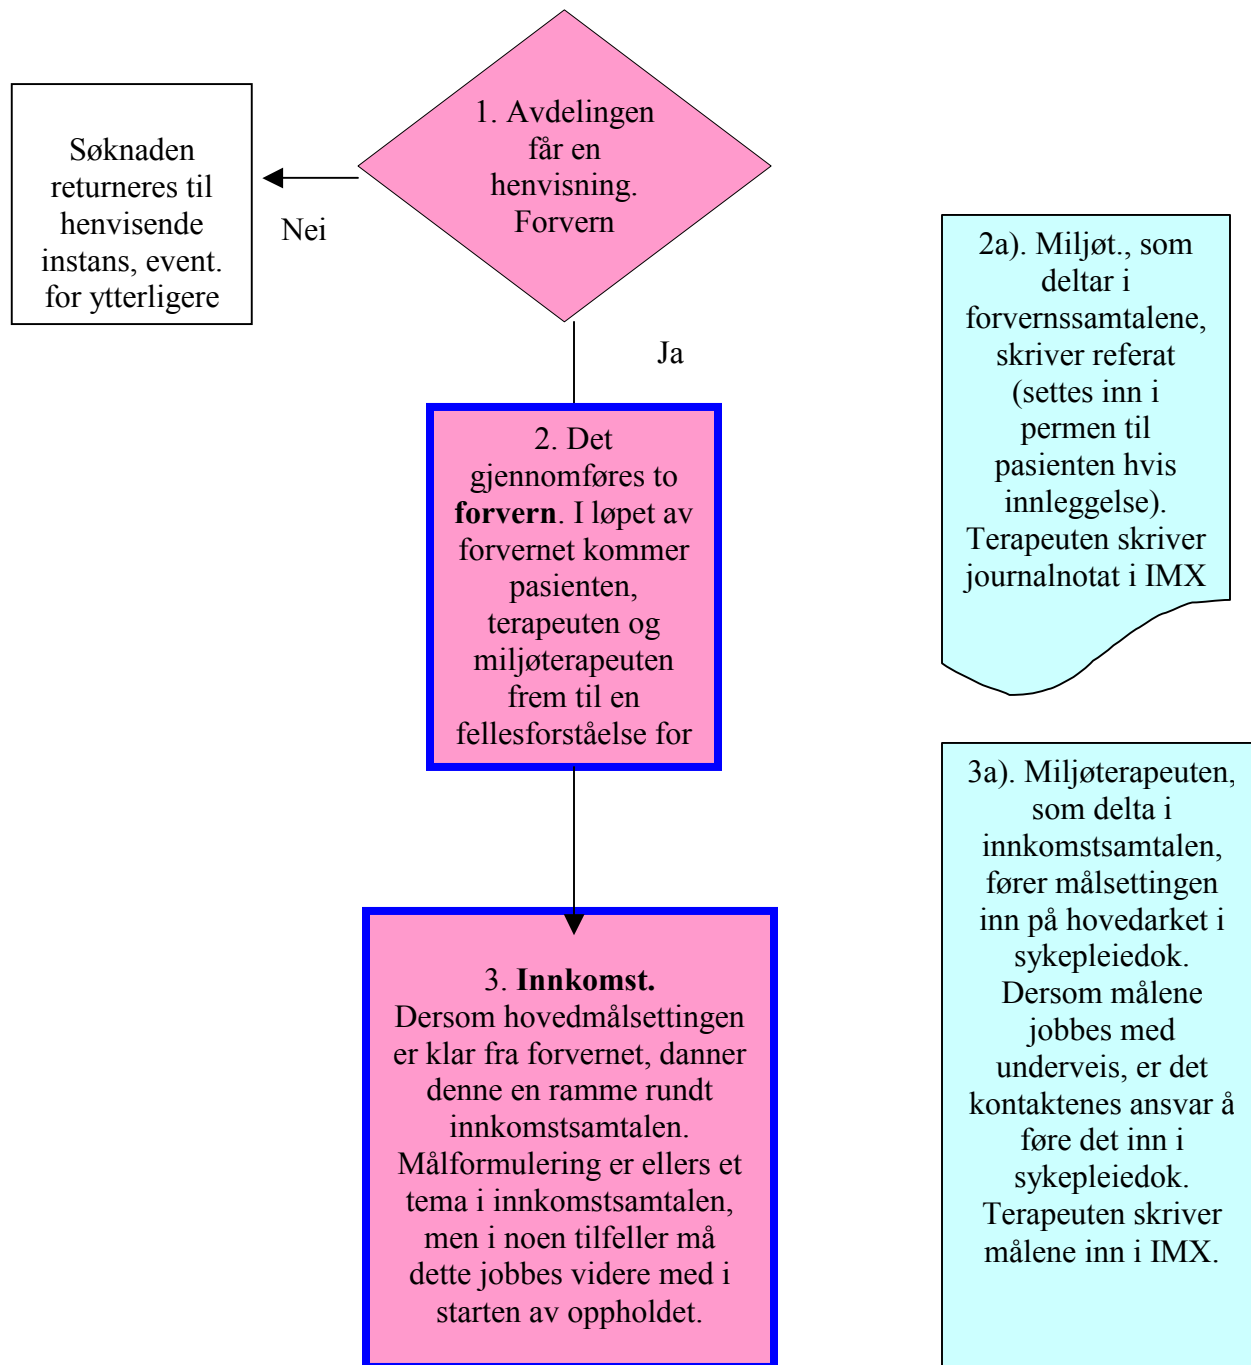 1. Avdelingen
får en
henvisning.
Forvern
Søknaden
returneres til
henvisende
instans, event.
for ytterligere
Nei
Ja
2. Det
gjennomføres to
forvern. I løpet av
forvernet kommer
pasienten,
terapeuten og
miljøterapeuten
frem til en
fellesforståelse for
2a). Miljøt., som
deltar i
forvernssamtalene,
skriver referat
(settes inn i
permen til
pasienten hvis
innleggelse).
Terapeuten skriver
journalnotat i IMX
3. Innkomst.
Dersom hovedmålsettingen
er klar fra forvernet, danner
denne en ramme rundt
innkomstsamtalen.
Målformulering er ellers et
tema i innkomstsamtalen,
men i noen tilfeller må
dette jobbes videre med i
starten av oppholdet.
3a). Miljøterapeuten,
som delta i
innkomstsamtalen,
fører målsettingen
inn på hovedarket i
sykepleiedok.
Dersom målene
jobbes med
underveis, er det
kontaktenes ansvar å
føre det inn i
sykepleiedok.
Terapeuten skriver
målene inn i IMX.